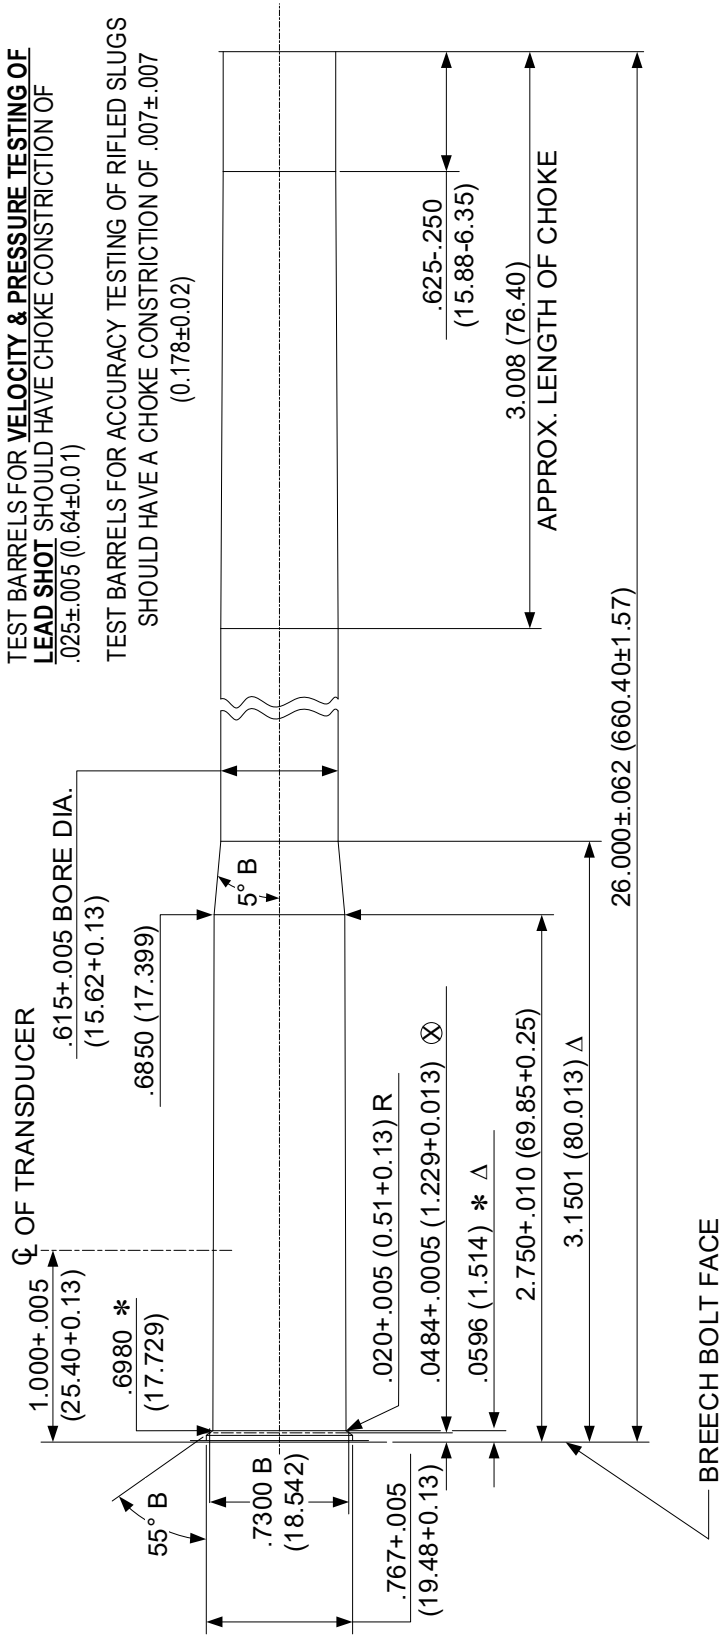 TEST BARRELS FOR VELOCITY & PRESSURE TESTING OF
LEAD SHOT SHOULD HAVE CHOKE CONSTRICTION OF
.025±.005 (0.64±0.01)
TEST BARRELS FOR ACCURACY TESTING OF RIFLED SLUGS
SHOULD HAVE A CHOKE CONSTRICTION OF .007±.007
(0.178±0.02)
℄ OF TRANSDUCER
1.000+.005
(25.40+0.13)
.615+.005 BORE DIA.
(15.62+0.13)
.6980 *
(17.729)
.6850 (17.399)
55° B
5° B
.7300 B
(18.542)
.767+.005
(19.48+0.13)
.020+.005 (0.51+0.13) R
.0484+.0005 (1.229+0.013) ⊗
.0596 (1.514) * Δ
2.750+.010 (69.85+0.25)
3.1501 (80.013) Δ
.625-.250
(15.88-6.35)
3.008 (76.40)
APPROX. LENGTH OF CHOKE
26.000±.062 (660.40±1.57)
BREECH BOLT FACE